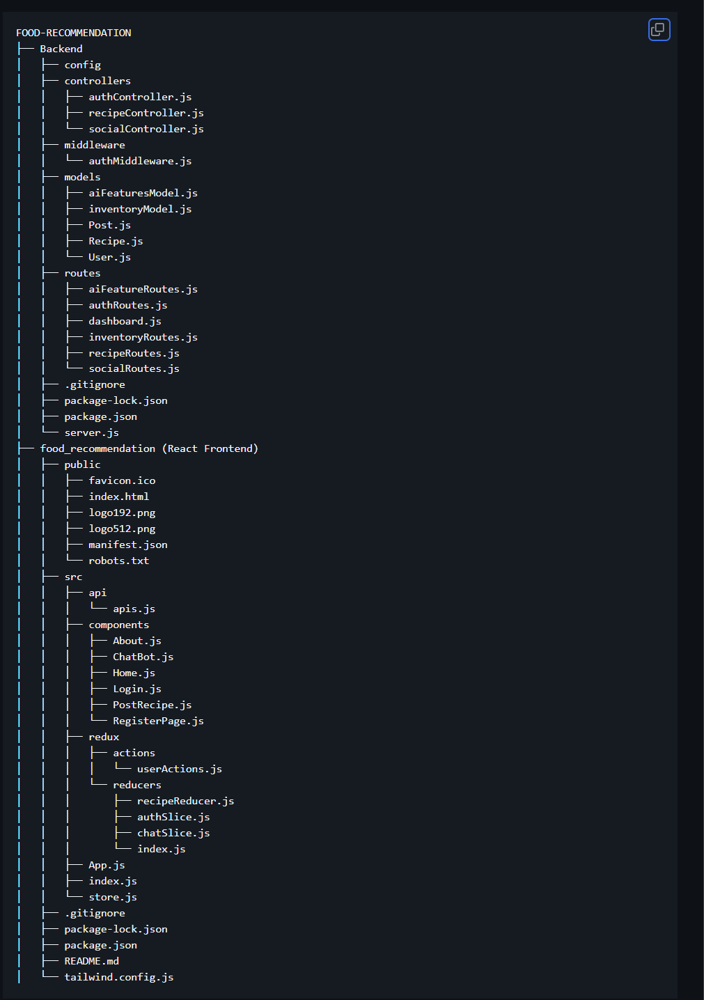 FOOD-RECOMMENDATION
├── Backend
│   ├── config
│   ├── controllers
│   │   ├── authController.js
│   │   ├── recipeController.js
│   │   └── socialController.js
│   ├── middleware
│   │   └── authMiddleware.js
│   ├── models
│   │   ├── aiFeaturesModel.js
│   │   ├── inventoryModel.js
│   │   ├── Post.js
│   │   ├── Recipe.js
│   │   └── User.js
│   ├── routes
│   │   ├── aiFeatureRoutes.js
│   │   ├── authRoutes.js
│   │   ├── dashboard.js
│   │   ├── inventoryRoutes.js
│   │   ├── recipeRoutes.js
│   │   └── socialRoutes.js
│   ├── .gitignore
│   ├── package-lock.json
│   ├── package.json
│   └── server.js
├── food_recommendation (React Frontend)
│   ├── public
│   │   ├── favicon.ico
│   │   ├── index.html
│   │   ├── logo192.png
│   │   ├── logo512.png
│   │   ├── manifest.json
│   │   └── robots.txt
│   ├── src
│   │   ├── api
│   │   │   └── apis.js
│   │   ├── components
│   │   │   ├── About.js
│   │   │   ├── ChatBot.js
│   │   │   ├── Home.js
│   │   │   ├── Login.js
│   │   │   ├── PostRecipe.js
│   │   │   └── RegisterPage.js
│   │   ├── redux
│   │   │   ├── actions
│   │   │   │   └── userActions.js
│   │   │   └── reducers
│   │   │       ├── recipeReducer.js
│   │   │       ├── authSlice.js
│   │   │       ├── chatSlice.js
│   │   │       └── index.js
│   │   ├── App.js
│   │   ├── index.js
│   │   └── store.js
│   ├── .gitignore
│   ├── package-lock.json
│   ├── package.json
│   ├── README.md
│   └── tailwind.config.js